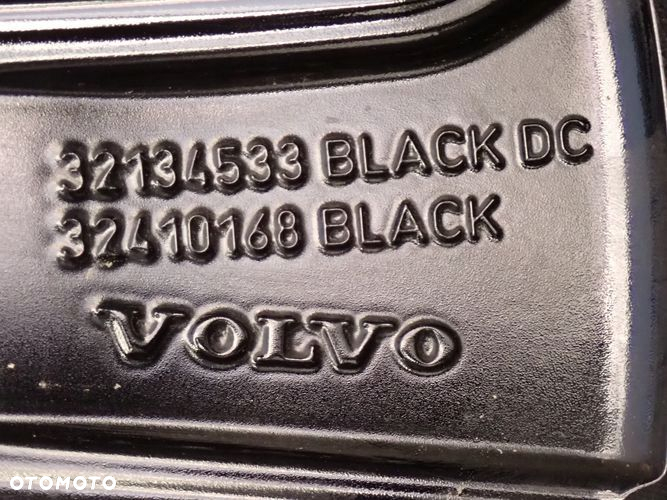 32134533 BLACK DC
32410168 BLACK
VOLVO
OTOMOTO